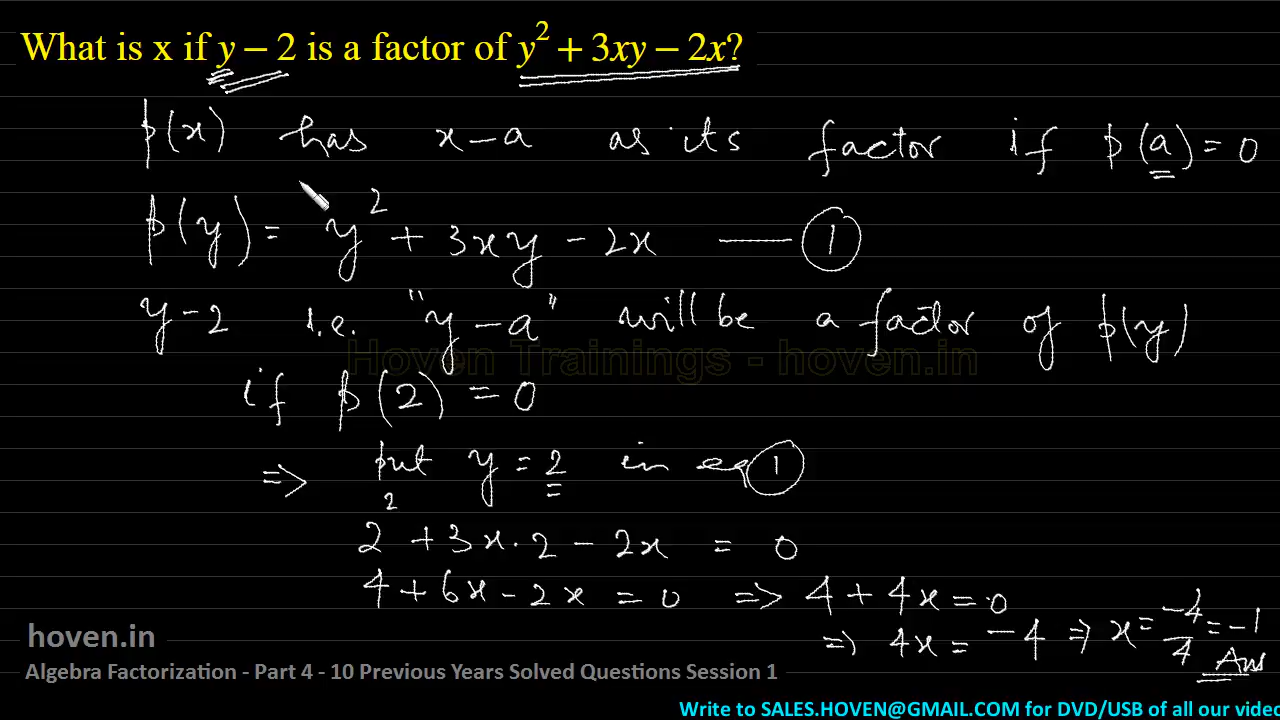 What is x if y − 2 is a factor of y² + 3xy − 2x?
p(x) has x-a as its factor if p(a) = 0
p(y) = y² + 3xy - 2x —— ①
y-2 i.e. "y-a" will be a factor of p(y)
Hoven Trainings - hoven.in
if p(2) = 0
=> put y = 2 in eq ①
2² + 3x·2 - 2x = 0
4 + 6x - 2x = 0 => 4 + 4x = 0
=> 4x = -4 => x = -4/4 = -1
Ans
hoven.in
Algebra Factorization - Part 4 - 10 Previous Years Solved Questions Session 1
Write to SALES.HOVEN@GMAIL.COM for DVD/USB of all our video